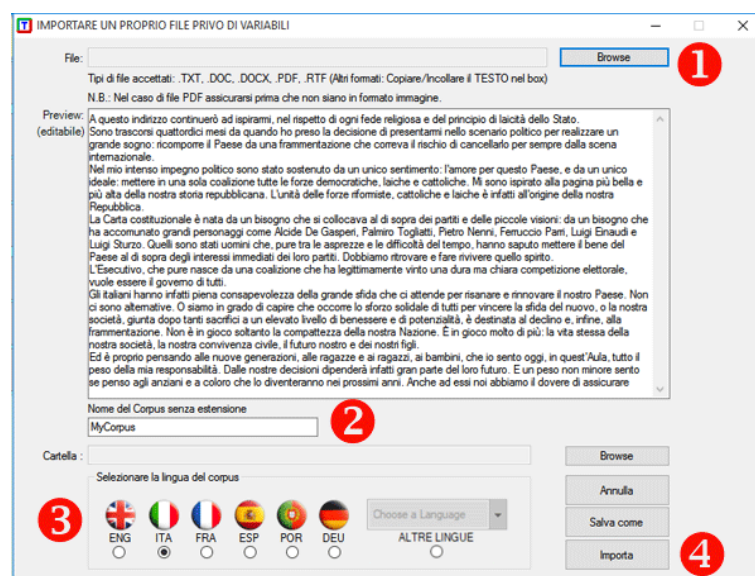 IMPORTARE UN PROPRIO FILE PRIVO DI VARIABILI
File:
Browse
1
Tipi di file accettati: .TXT, .DOC, .DOCX, .PDF, .RTF (Altri formati: Copiare/Incollare il TESTO nel box)
N.B.: Nel caso di file PDF assicurarsi prima che non siano in formato immagine.
Preview:
(editabile)
A questo indirizzo continuerò ad ispirarmi, nel rispetto di ogni fede religiosa e del principio di laicità dello Stato.
Sono trascorsi quattordici mesi da quando ho preso la decisione di presentarmi nello scenario politico per realizzare un
grande sogno: ricomporre il Paese da una frammentazione che correva il rischio di cancellarlo per sempre dalla scena
internazionale.
Nel mio intenso impegno politico sono stato sostenuto da un unico sentimento: l'amore per questo Paese, e da un unico
ideale: mettere in una sola coalizione tutte le forze democratiche, laiche e cattoliche. Mi sono ispirato alla pagina più bella e
più alta della nostra storia repubblicana. L'unità delle forze riformiste, cattoliche e laiche è infatti all'origine della nostra
Repubblica.
La Carta costituzionale è nata da un bisogno che si collocava al di sopra dei partiti e delle piccole visioni: da un bisogno che
ha accomunato grandi personaggi come Alcide De Gasperi, Palmiro Togliatti, Pietro Nenni, Ferruccio Parri, Luigi Einaudi e
Luigi Sturzo. Quelli sono stati uomini che, pure tra le asprezze e le difficoltà del tempo, hanno saputo mettere il bene del
Paese al di sopra degli interessi immediati dei loro partiti. Dobbiamo ritrovare e fare rivivere quello spirito.
L'Esecutivo, che pure nasce da una coalizione che ha legittimamente vinto una dura ma chiara competizione elettorale,
vuole essere il governo di tutti.
Gli italiani hanno infatti piena consapevolezza della grande sfida che ci attende per risanare e rinnovare il nostro Paese. Non
ci sono alternative. O siamo in grado di capire che occorre lo sforzo solidale di tutti per vincere la sfida del nuovo, o la nostra
società, giunta dopo tanti sacrifici a un elevato livello di benessere e di potenzialità, è destinata al declino e, infine, alla
frammentazione. Non è in gioco soltanto la compattezza della nostra Nazione. È in gioco molto di più: la vita stessa della
nostra società, la nostra convivenza civile, il futuro nostro e dei nostri figli.
Ed è proprio pensando alle nuove generazioni, alle ragazze e ai ragazzi, ai bambini, che io sento oggi, in quest'Aula, tutto il
peso della mia responsabilità. Dalle nostre decisioni dipenderà infatti gran parte del loro futuro. E un peso non minore sento
se penso agli anziani e a coloro che lo diventeranno nei prossimi anni. Anche ad essi noi abbiamo il dovere di assicurare
Nome del Corpus senza estensione
MyCorpus
2
Cartella :
Browse
Selezionare la lingua del corpus
3
ENG ITA FRA ESP POR DEU
Choose a Language
ALTRE LINGUE
Annulla
Salva come
Importa
4